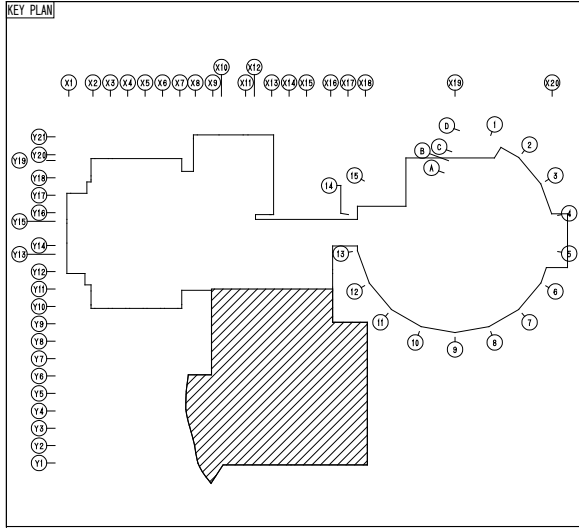 KEY PLAN
X10 X12
X1 X2 X3 X4 X5 X6 X7 X8 X9 X11 X13 X14 X15 X16 X17 X18 X19 X20
D 1
Y21
Y20
Y19
B C 2
A
Y18
14 15 3
Y17
Y16
Y15
4
Y14
Y13
13 5
Y12
Y11
12 6
Y10
11 7
Y9
10 8
9
Y8
Y7
Y6
Y5
Y4
Y3
Y2
Y1